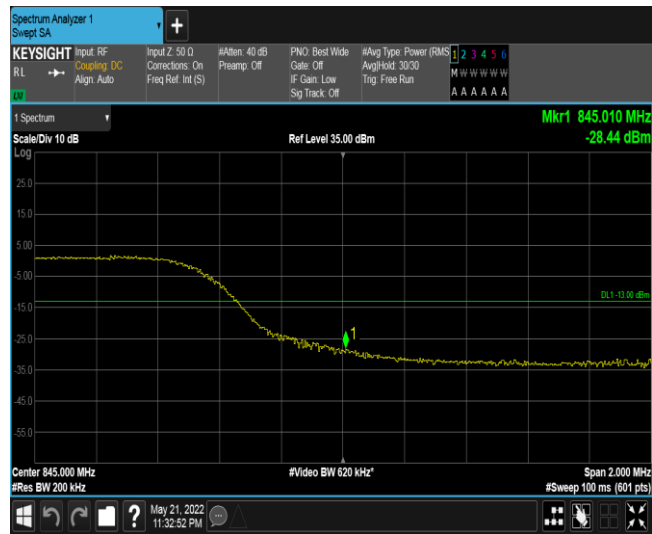 Spectrum Analyzer 1
Swept SA
KEYSIGHT
RL
Input: RF
Coupling: DC
Align: Auto
Input Z: 50 Ω
Corrections: On
Freq Ref: Int (S)
#Atten: 40 dB
Preamp: Off
PNO: Best Wide
Gate: Off
IF Gain: Low
Sig Track: Off
#Avg Type: Power (RMS
Avg|Hold: 30/30
Trig: Free Run
1 2 3 4 5 6
M W W W W W
A A A A A A
1 Spectrum
Mkr1 845.010 MHz
Scale/Div 10 dB
Ref Level 35.00 dBm
-28.44 dBm
Log
25.0
15.0
5.00
-5.00
DL1 -13.00 dBm
-15.0
1
-25.0
-35.0
-45.0
-55.0
Center 845.000 MHz
#Video BW 620 kHz*
Span 2.000 MHz
#Res BW 200 kHz
#Sweep 100 ms (601 pts)
May 21, 2022
11:32:52 PM